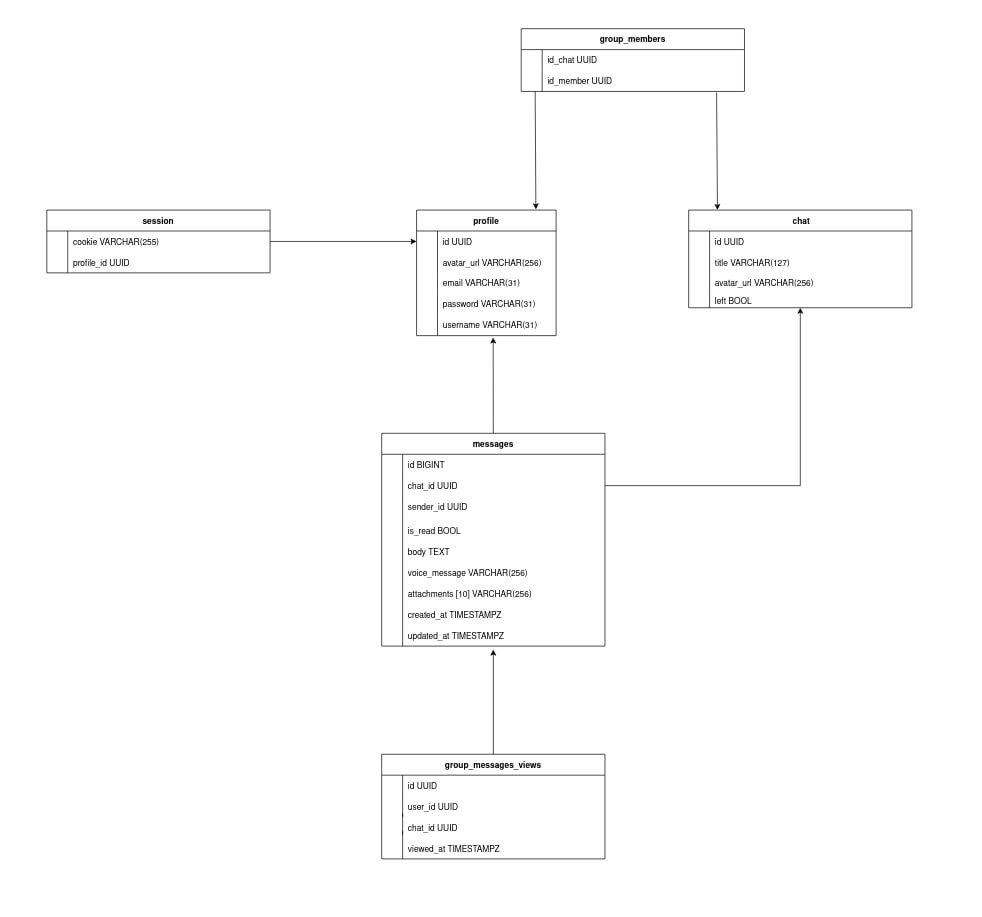 group_members
id_chat UUID
id_member UUID
session
cookie VARCHAR(255)
profile_id UUID
profile
id UUID
avatar_url VARCHAR(256)
email VARCHAR(31)
password VARCHAR(31)
username VARCHAR(31)
chat
id UUID
title VARCHAR(127)
avatar_url VARCHAR(256)
left BOOL
messages
id BIGINT
chat_id UUID
sender_id UUID
is_read BOOL
body TEXT
voice_message VARCHAR(256)
attachments [10] VARCHAR(256)
created_at TIMESTAMPZ
updated_at TIMESTAMPZ
group_messages_views
id UUID
user_id UUID
chat_id UUID
viewed_at TIMESTAMPZ